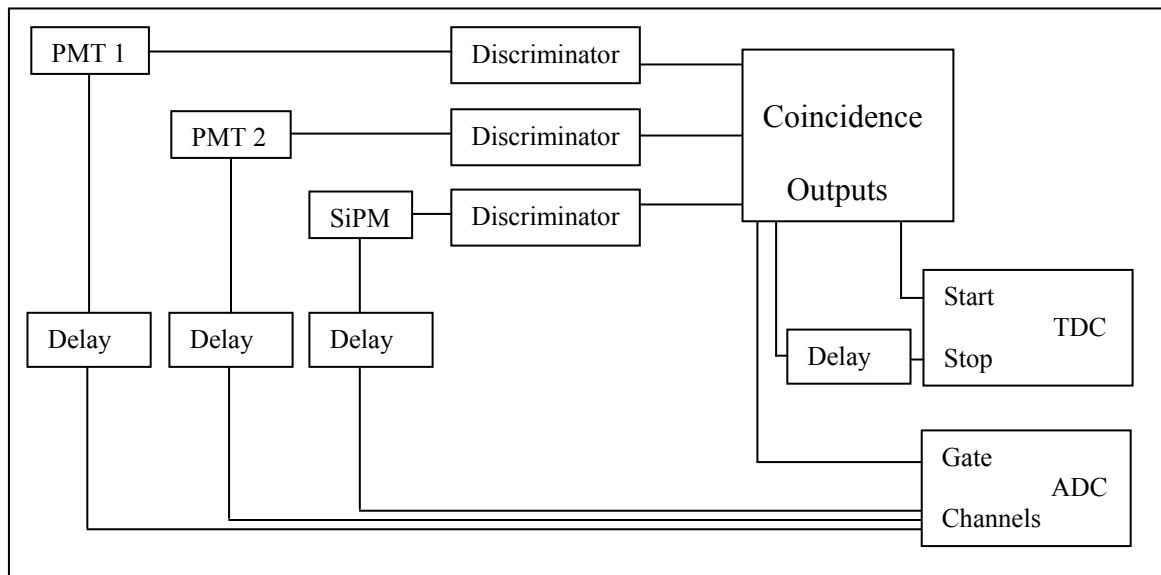 PMT 1
Discriminator
PMT 2
Discriminator
SiPM
Discriminator
Coincidence
Outputs
Delay
Delay
Delay
Delay
Start
TDC
Stop
Gate
ADC
Channels